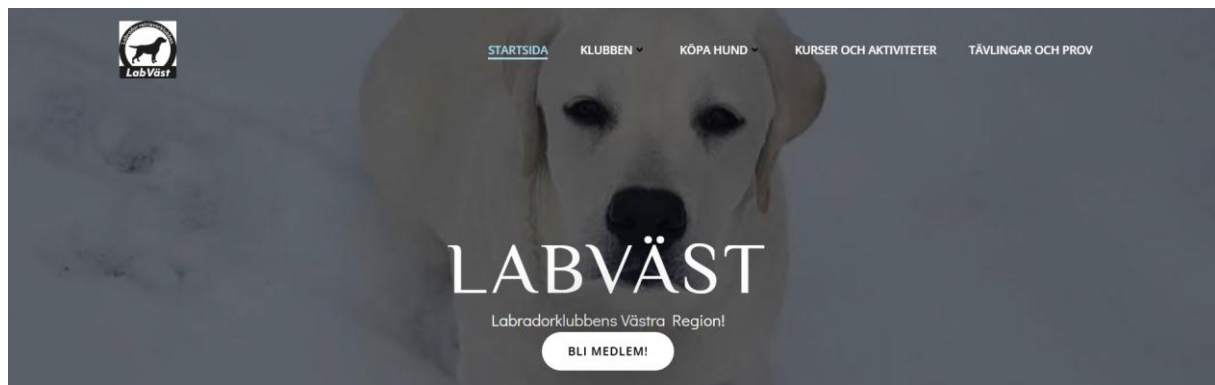 LabVäst
STARTSIDA KLUBBEN KÖPA HUND KURSER OCH AKTIVITETER TÄVLINGAR OCH PROV
LABVÄST
Labradorklubbens Västra Region!
BLI MEDLEM!